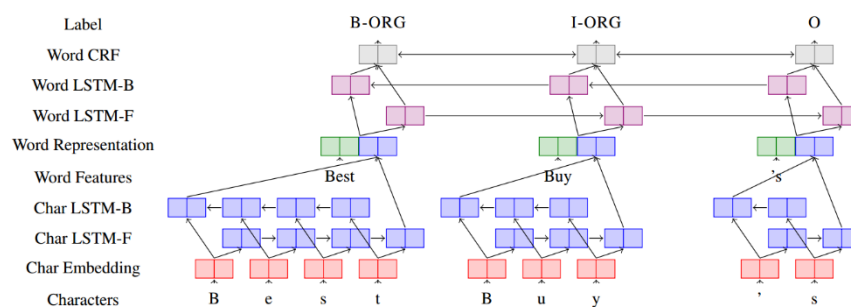 Label B-ORG I-ORG O
Word CRF
Word LSTM-B
Word LSTM-F
Word Representation
Word Features Best Buy 's
Char LSTM-B
Char LSTM-F
Char Embedding
Characters B e s t B u y ' s